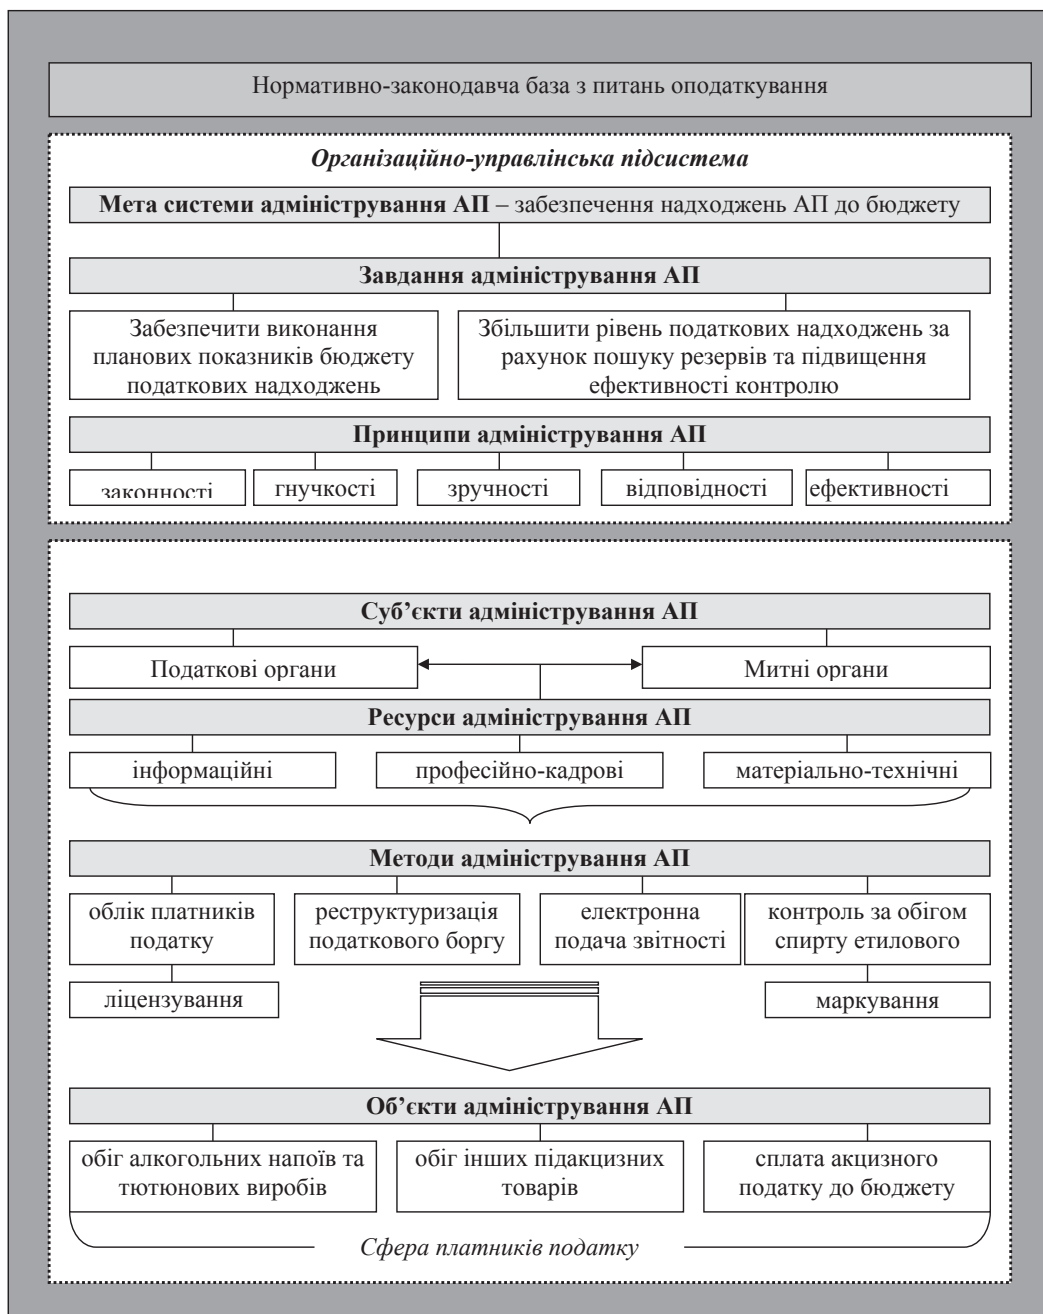 Нормативно-законодавча база з питань оподаткування
Організаційно-управлінська підсистема
Мета системи адміністрування АП – забезпечення надходжень АП до бюджету
Завдання адміністрування АП
Забезпечити виконання
планових показників бюджету
податкових надходжень
Збільшити рівень податкових надходжень за
рахунок пошуку резервів та підвищення
ефективності контролю
Принципи адміністрування АП
законності
гнучкості
зручності
відповідності
ефективності
Суб’єкти адміністрування АП
Податкові органи
Митні органи
Ресурси адміністрування АП
інформаційні
професійно-кадрові
матеріально-технічні
Методи адміністрування АП
облік платників
податку
реструктуризація
податкового боргу
електронна
подача звітності
контроль за обігом
спирту етилового
ліцензування
маркування
Об’єкти адміністрування АП
обіг алкогольних напоїв та
тютюнових виробів
обіг інших підакцизних
товарів
сплата акцизного
податку до бюджету
Сфера платників податку